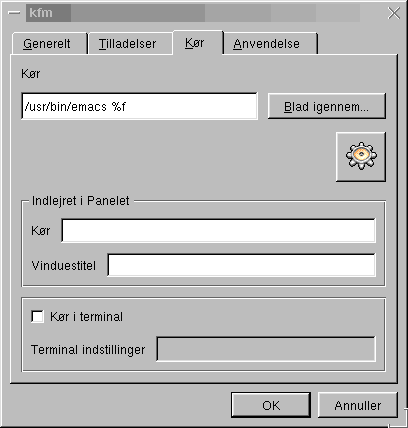 kfm
Generelt Tilladelser Kør Anvendelse
Kør
/usr/bin/emacs %f Blad igennem...
Indlejret i Panelet
Kør
Vinduestitel
Kør i terminal
Terminal indstillinger
OK Annuller